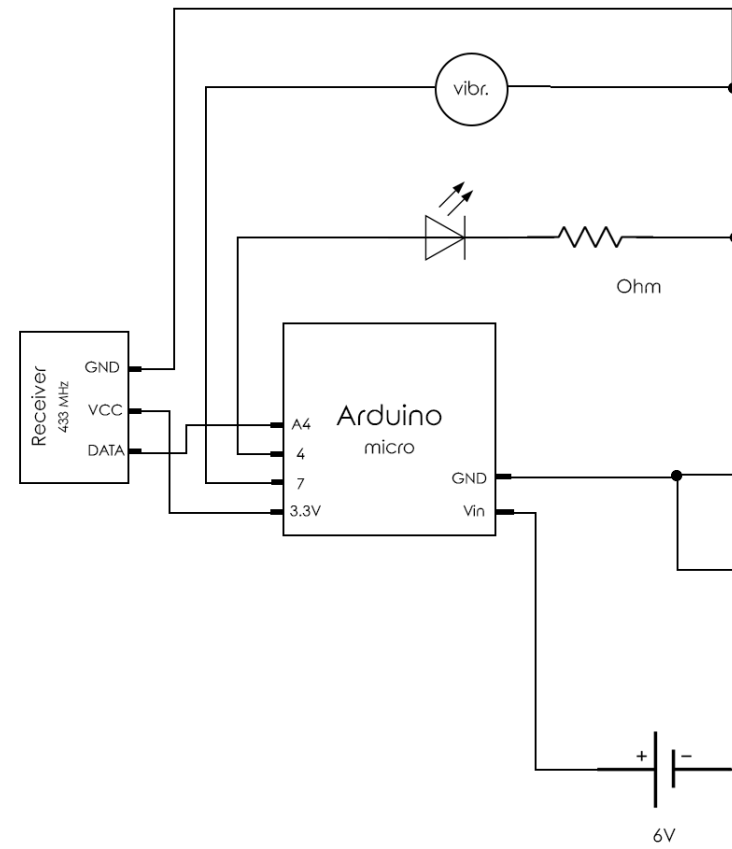 vibr.
Ohm
Receiver
433 MHz
GND
VCC
DATA
Arduino
micro
A4
4
7
3.3V
GND
Vin
+ −
6V